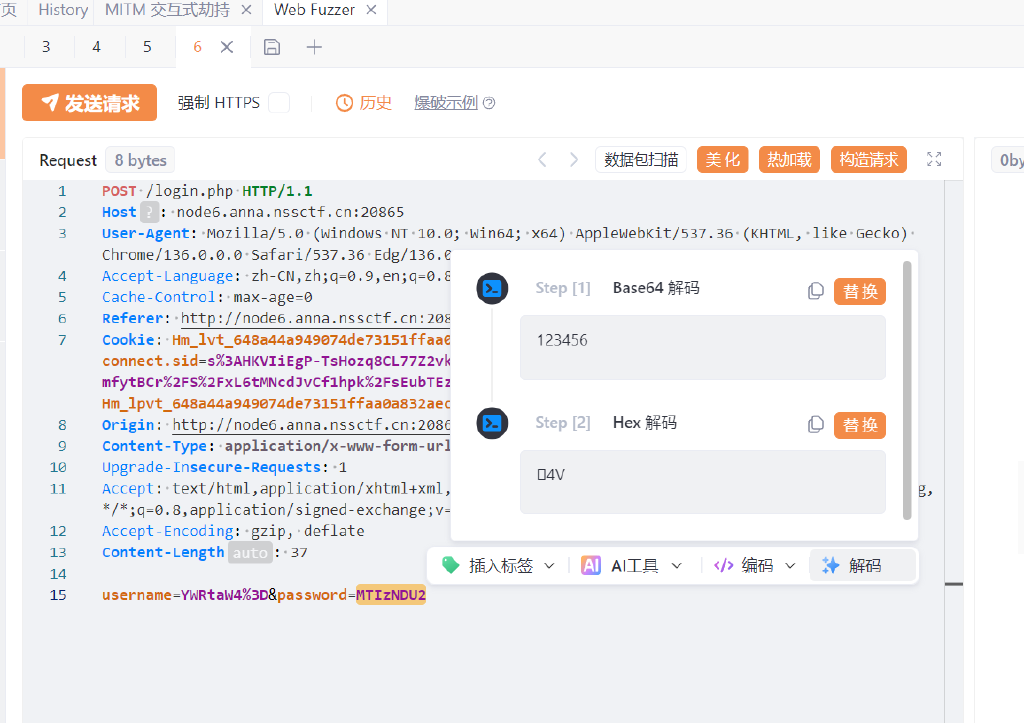 页 History MITM 交互式劫持 Web Fuzzer
3 4 5 6
发送请求 强制 HTTPS 历史 爆破示例
Request 8 bytes 数据包扫描 美化 热加载 构造请求 0by
1 POST /login.php HTTP/1.1
2 Host ? : node6.anna.nssctf.cn:20865
3 User-Agent: Mozilla/5.0 (Windows NT 10.0; Win64; x64) AppleWebKit/537.36 (KHTML, like Gecko)
Chrome/136.0.0.0 Safari/537.36 Edg/136.0
4 Accept-Language: zh-CN,zh;q=0.9,en;q=0.8
5 Cache-Control: max-age=0
6 Referer: http://node6.anna.nssctf.cn:208
7 Cookie: Hm_lvt_648a44a949074de73151ffaa0
connect.sid=s%3AHKVIiEgP-TsHozq8CL77Z2vk
mfytBCr%2FS%2FxL6tMNcdJvCf1hpk%2FsEubTEz
Hm_lpvt_648a44a949074de73151ffaa0a832aec
8 Origin: http://node6.anna.nssctf.cn:2086
9 Content-Type: application/x-www-form-url
10 Upgrade-Insecure-Requests: 1
11 Accept: text/html,application/xhtml+xml, g,
*/*;q=0.8,application/signed-exchange;v=
12 Accept-Encoding: gzip, deflate
13 Content-Length auto : 37
14
15 username=YWRtaW4%3D&password=MTIzNDU2
Step [1] Base64 解码 替换
123456
Step [2] Hex 解码 替换
4V
插入标签 AI AI工具 编码 解码